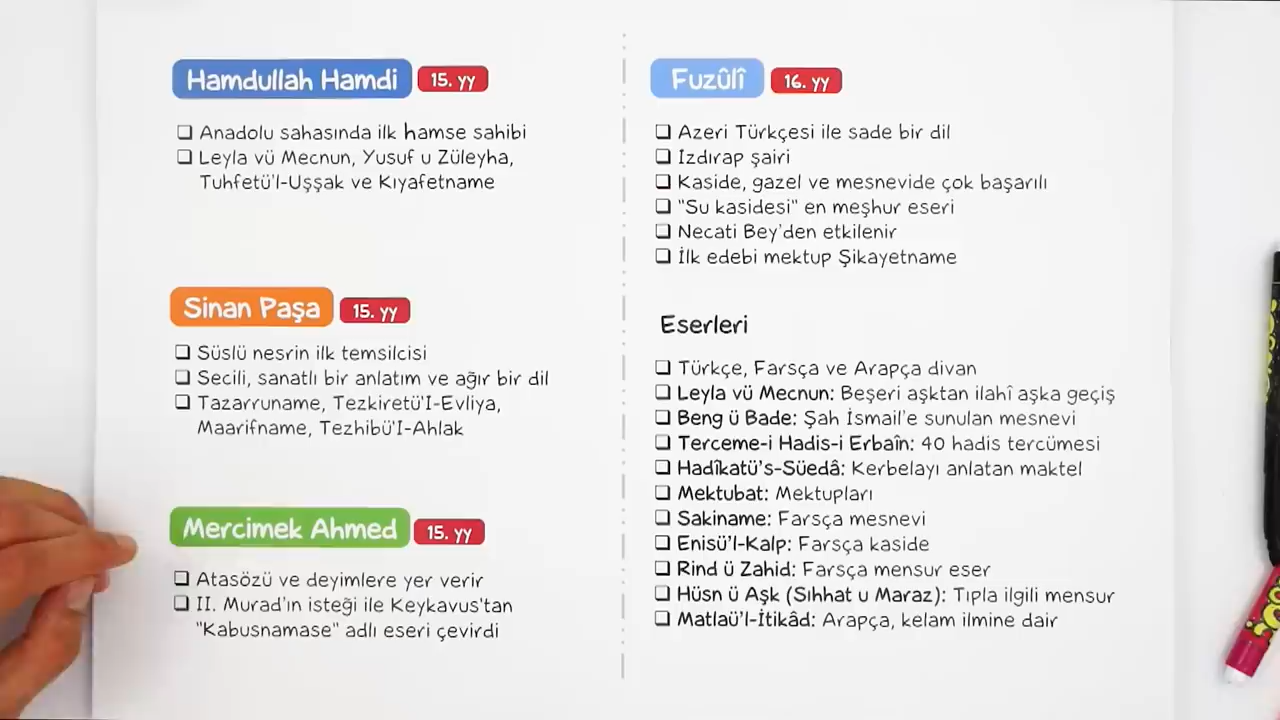 Hamdullah Hamdi 15. yy
❑ Anadolu sahasında ilk hamse sahibi
❑ Leyla vü Mecnun, Yusuf u Züleyha,
Tuhfetü'l-Uşşak ve Kıyafetname
Sinan Paşa 15. yy
❑ Süslü nesrin ilk temsilcisi
❑ Secili, sanatlı bir anlatım ve ağır bir dil
❑ Tazarruname, Tezkiretü'I-Evliya,
Maarifname, Tezhibü'I-Ahlak
Mercimek Ahmed 15. yy
❑ Atasözü ve deyimlere yer verir
❑ II. Murad'ın isteği ile Keykavus'tan
"Kabusnamase" adlı eseri çevirdi
Fuzûlî 16. yy
❑ Azeri Türkçesi ile sade bir dil
❑ İzdırap şairi
❑ Kaside, gazel ve mesnevide çok başarılı
❑ "Su kasidesi" en meşhur eseri
❑ Necati Bey'den etkilenir
❑ İlk edebi mektup Şikayetname
Eserleri
❑ Türkçe, Farsça ve Arapça divan
❑ Leyla vü Mecnun: Beşeri aşktan ilahî aşka geçiş
❑ Beng ü Bade: Şah İsmail'e sunulan mesnevi
❑ Terceme-i Hadis-i Erbaîn: 40 hadis tercümesi
❑ Hadîkatü's-Süedâ: Kerbelayı anlatan maktel
❑ Mektubat: Mektupları
❑ Sakiname: Farsça mesnevi
❑ Enisü'l-Kalp: Farsça kaside
❑ Rind ü Zahid: Farsça mensur eser
❑ Hüsn ü Aşk (Sıhhat u Maraz): Tıpla ilgili mensur
❑ Matlaü'l-İtikâd: Arapça, kelam ilmine dair